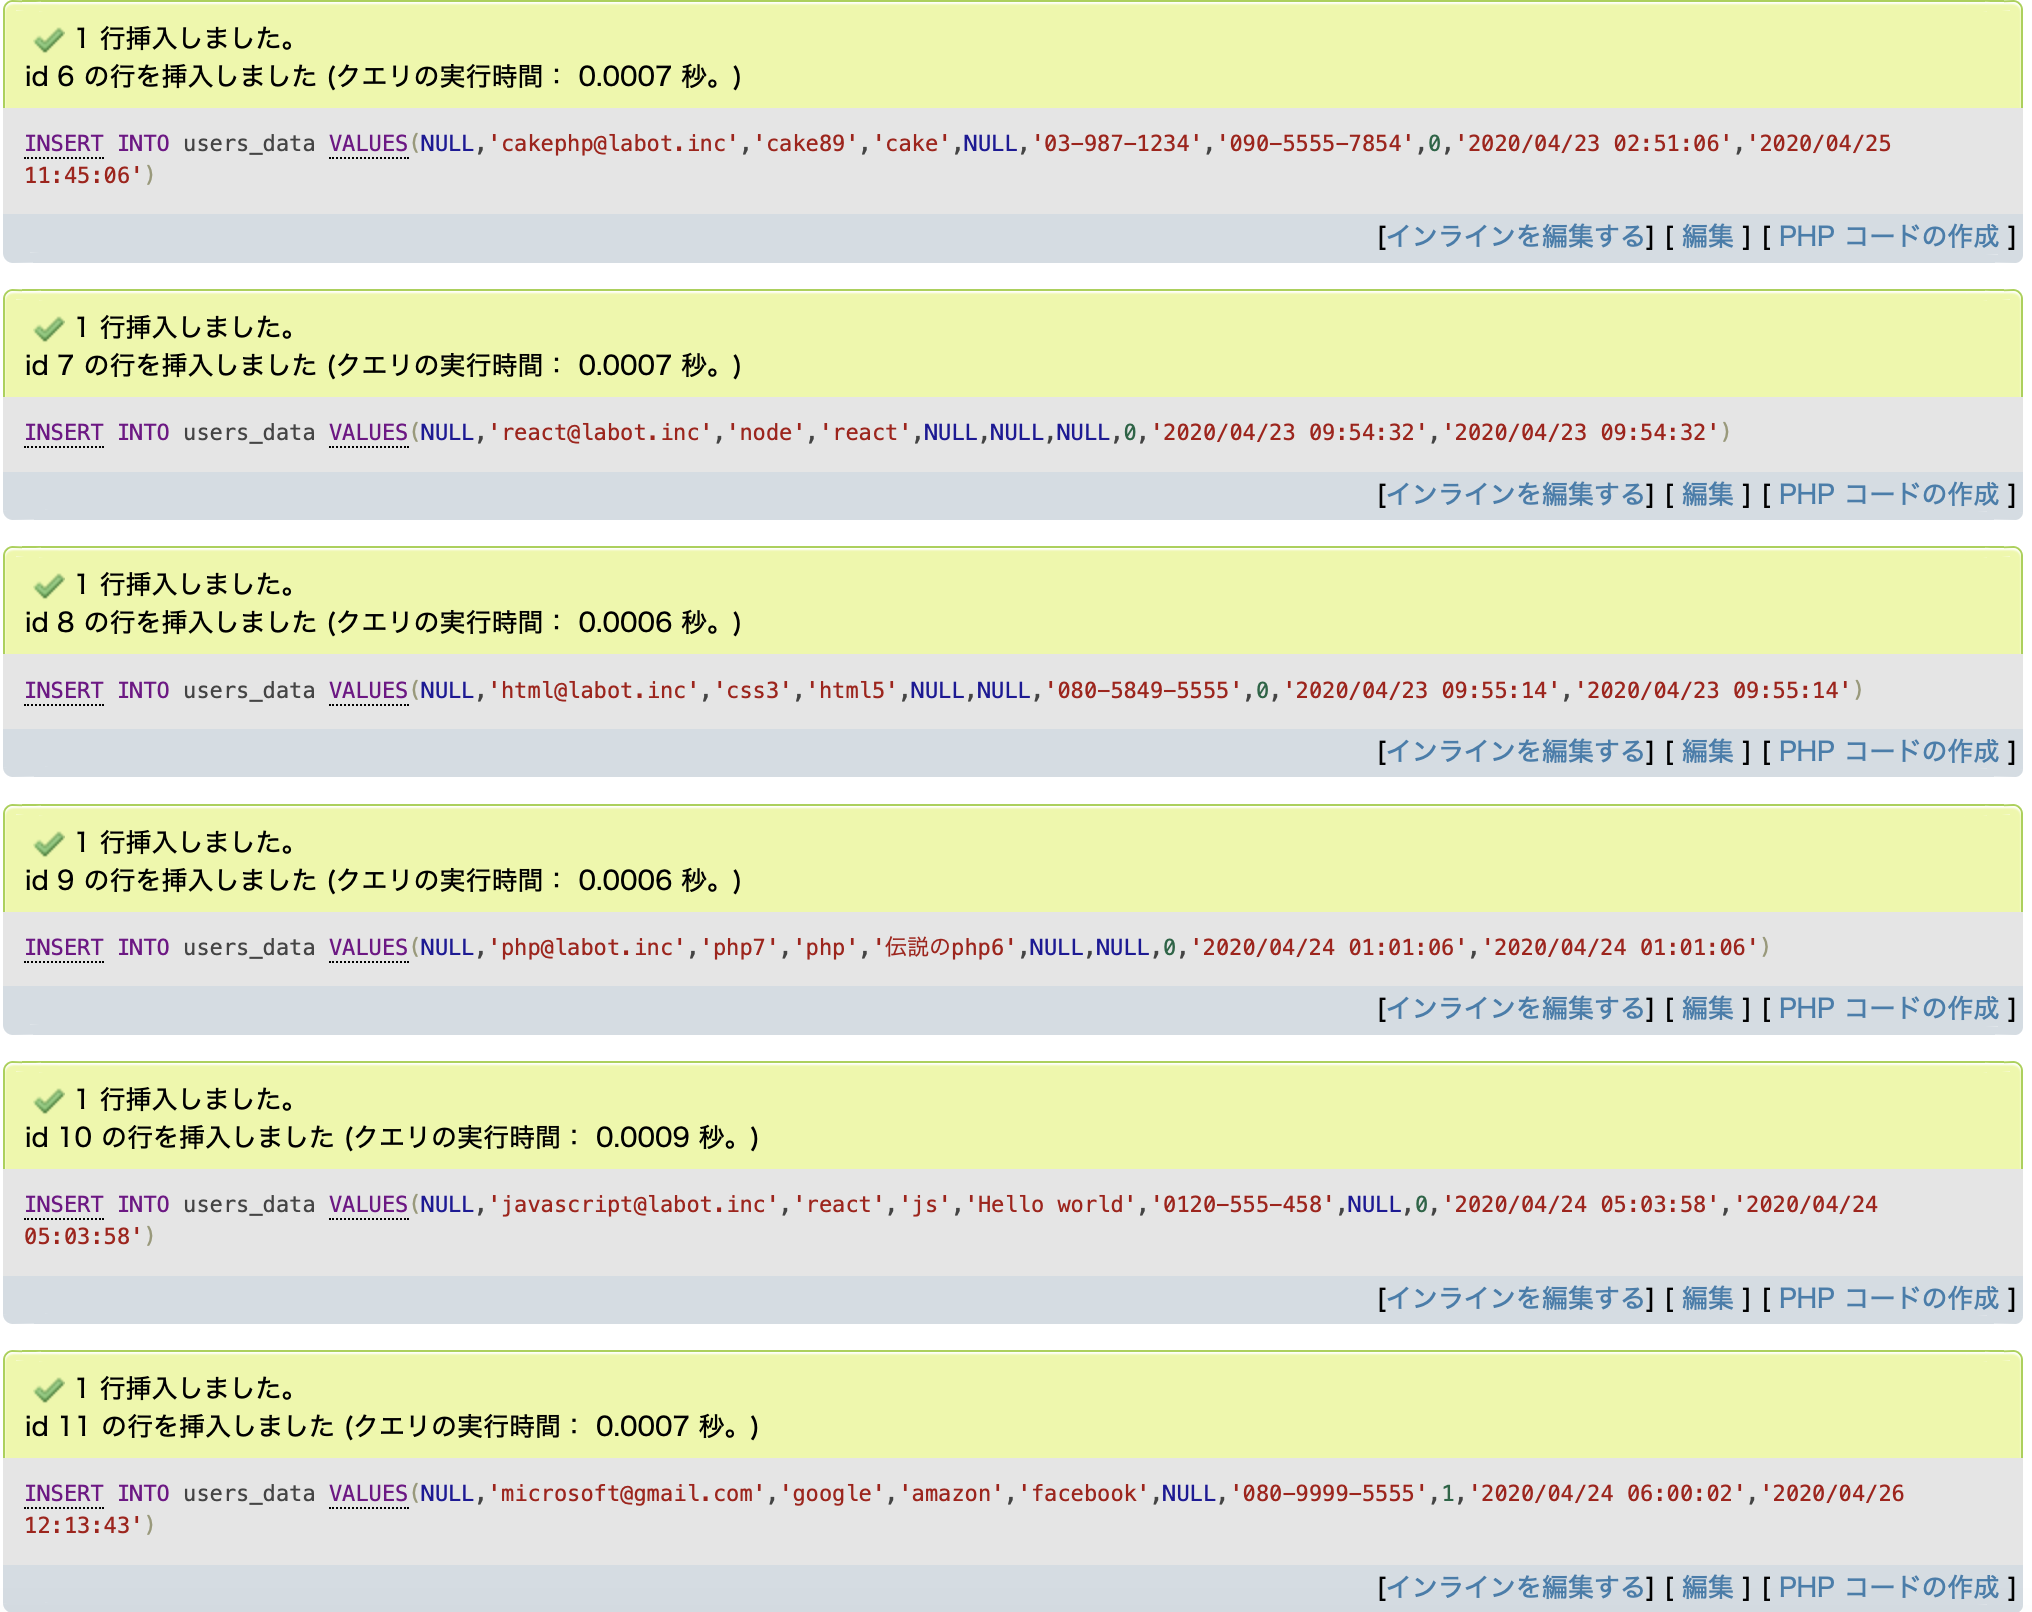 1 行挿入しました。
id 6 の行を挿入しました (クエリの実行時間： 0.0007 秒。)
INSERT INTO users_data VALUES(NULL,'cakephp@labot.inc','cake89','cake',NULL,'03-987-1234','090-5555-7854',0,'2020/04/23 02:51:06','2020/04/25
11:45:06')
[インラインを編集する] [ 編集 ] [ PHP コードの作成 ]
1 行挿入しました。
id 7 の行を挿入しました (クエリの実行時間： 0.0007 秒。)
INSERT INTO users_data VALUES(NULL,'react@labot.inc','node','react',NULL,NULL,NULL,0,'2020/04/23 09:54:32','2020/04/23 09:54:32')
[インラインを編集する] [ 編集 ] [ PHP コードの作成 ]
1 行挿入しました。
id 8 の行を挿入しました (クエリの実行時間： 0.0006 秒。)
INSERT INTO users_data VALUES(NULL,'html@labot.inc','css3','html5',NULL,NULL,'080-5849-5555',0,'2020/04/23 09:55:14','2020/04/23 09:55:14')
[インラインを編集する] [ 編集 ] [ PHP コードの作成 ]
1 行挿入しました。
id 9 の行を挿入しました (クエリの実行時間： 0.0006 秒。)
INSERT INTO users_data VALUES(NULL,'php@labot.inc','php7','php','伝説のphp6',NULL,NULL,0,'2020/04/24 01:01:06','2020/04/24 01:01:06')
[インラインを編集する] [ 編集 ] [ PHP コードの作成 ]
1 行挿入しました。
id 10 の行を挿入しました (クエリの実行時間： 0.0009 秒。)
INSERT INTO users_data VALUES(NULL,'javascript@labot.inc','react','js','Hello world','0120-555-458',NULL,0,'2020/04/24 05:03:58','2020/04/24
05:03:58')
[インラインを編集する] [ 編集 ] [ PHP コードの作成 ]
1 行挿入しました。
id 11 の行を挿入しました (クエリの実行時間： 0.0007 秒。)
INSERT INTO users_data VALUES(NULL,'microsoft@gmail.com','google','amazon','facebook',NULL,'080-9999-5555',1,'2020/04/24 06:00:02','2020/04/26
12:13:43')
[インラインを編集する] [ 編集 ] [ PHP コードの作成 ]